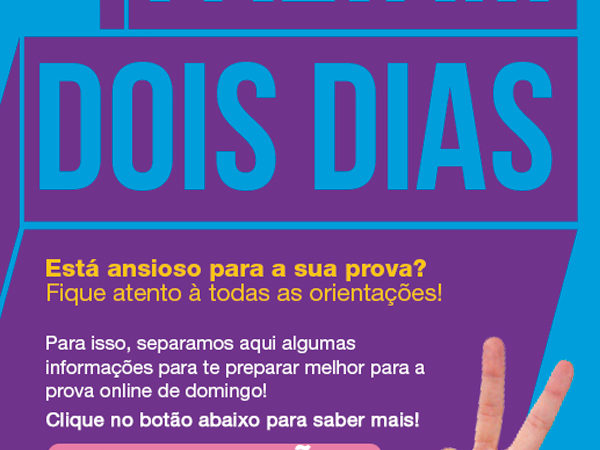 DOIS DIAS
Está ansioso para a sua prova?
Fique atento à todas as orientações!
Para isso, separamos aqui algumas
informações para te preparar melhor para a
prova online de domingo!
Clique no botão abaixo para saber mais!